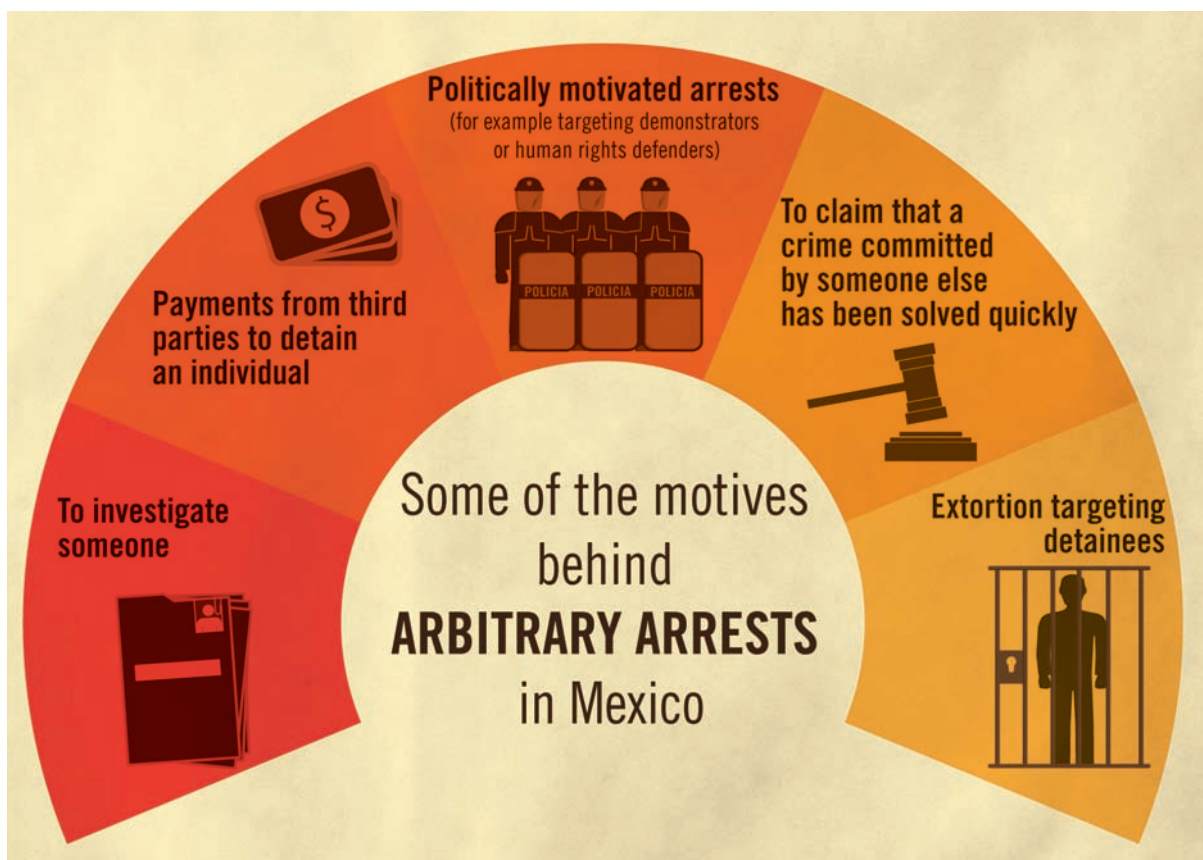 To investigate
someone
Payments from third
parties to detain
an individual
Politically motivated arrests
(for example targeting demonstrators
or human rights defenders)
POLICIA POLICIA POLICIA
To claim that a
crime committed
by someone else
has been solved quickly
Extortion targeting
detainees
Some of the motives
behind
ARBITRARY ARRESTS
in Mexico
$